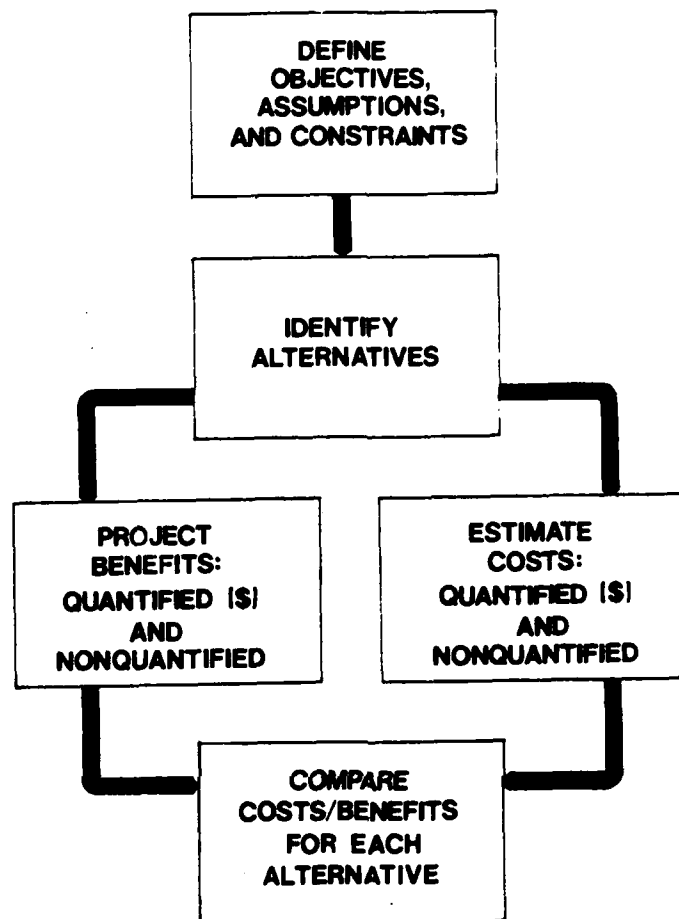 DEFINE
OBJECTIVES,
ASSUMPTIONS,
AND CONSTRAINTS
IDENTIFY
ALTERNATIVES
PROJECT
BENEFITS:
QUANTIFIED ($)
AND
NONQUANTIFIED
ESTIMATE
COSTS:
QUANTIFIED ($)
AND
NONQUANTIFIED
COMPARE
COSTS/BENEFITS
FOR EACH
ALTERNATIVE